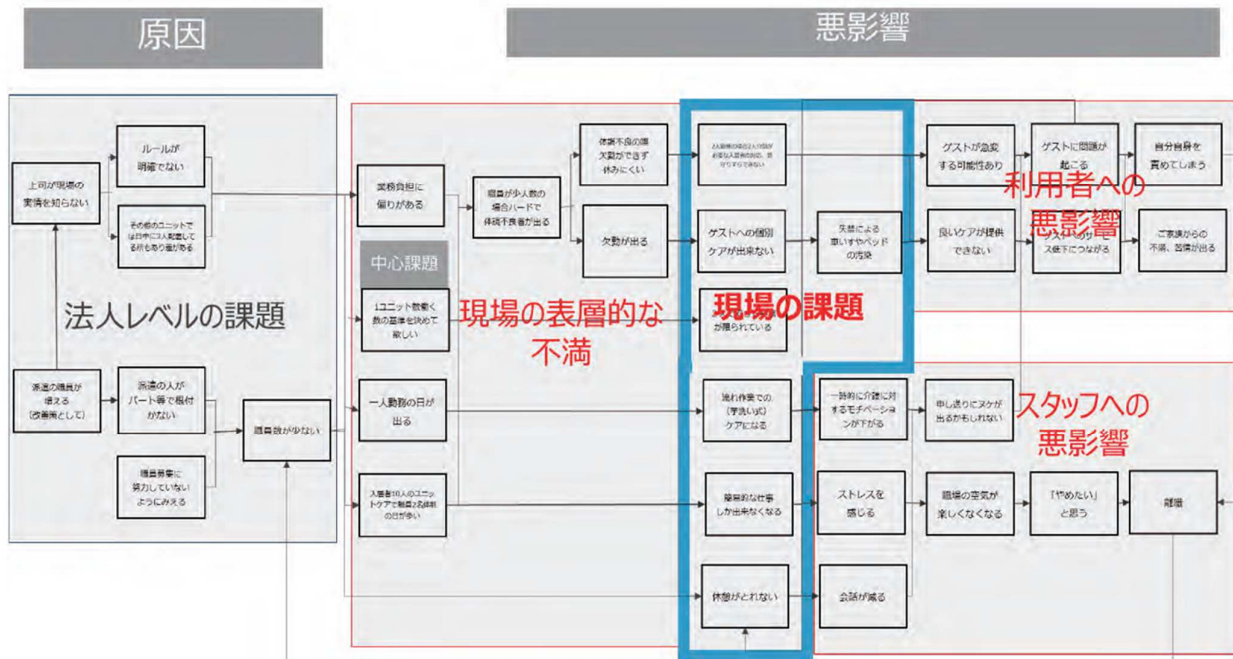 原因
悪影響
上司が現場の
実情を知らない
ルールが
明確でない
その他のユニットで
は日中に3人配置して
る所もあり差がある
法人レベルの課題
派遣の職員が
増える
(改善策として)
派遣の人が
パート等で根付
かない
職員募集に
努力していない
ようにみえる
職員数が少ない
業務負担に
偏りがある
中心課題
1ユニット数働く
数の基準を決めて
欲しい
一人勤務の日が
出る
入居者10人のユニッ
トケアで職員2名体制
の日が多い
職員が少人数の
場合ハードで
体調不良者が出る
体調不良の際
欠勤ができず
休みにくい
欠勤が出る
現場の表層的な
不満
ゲストへの個別
ケアが出来ない
失禁による
車いすやベッド
の汚染
現場の課題
が限られている
流れ作業での
(芋洗い式)
ケアになる
簡易的な仕事
しか出来なくなる
休憩がとれない
ゲストが急変
する可能性あり
ゲストに問題が
起こる
自分自身を
責めてしまう
利用者への
悪影響
良いケアが提供
できない
ス低下につながる
ご家族からの
不満、苦情が出る
一時的に介護に対
するモチベーショ
ンが下がる
申し送りにヌケが
出るかもしれない
スタッフへの
悪影響
ストレスを
感じる
職場の空気が
楽しくなくなる
「やめたい」
と思う
離職
会話が減る